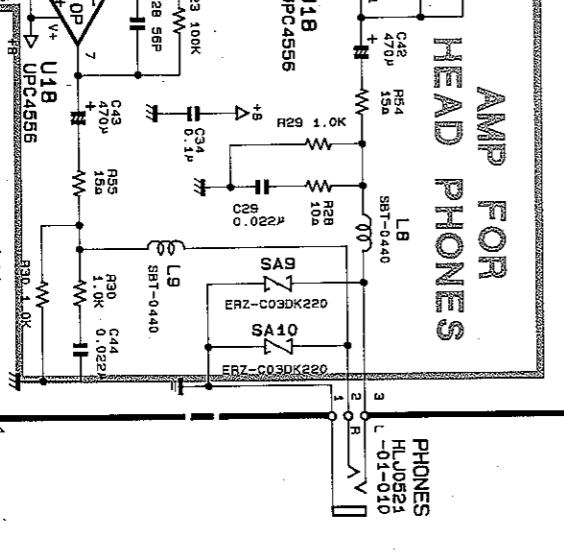 AMP FOR
HEAD PHONES
U18
UPC4556
OP
V+
7
+B
U18
UPC4556
28 56P
23 100K
C42
470μ
+
R54
15Ω
R29 1.0K
C34
0.1μ
+B
C43
470μ
+
R55
15Ω
C29
0.022μ
R28
10Ω
L8
SBT-0440
L9
SBT-0440
R30 1.0K
R30
1.0K
C44
0.022μ
SA9
ERZ-C03DK220
SA10
ERZ-C03DK220
1 2 3
R L
PHONES
HLJ0521
-01-010